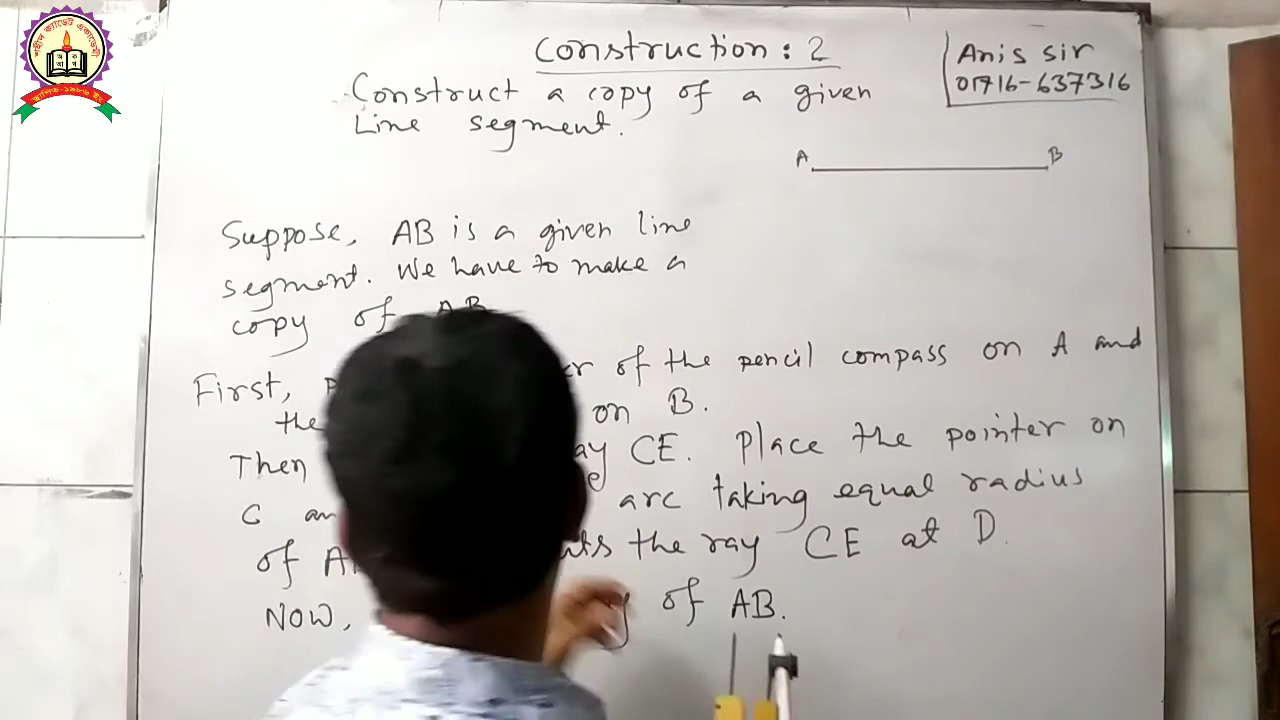 Construction: 2
Construct a copy of a given
Line segment.
Anis sir
01716-637316
A B
Suppose, AB is a given line
segment. We have to make a
copy of AB
First, of the pencil compass on A and
the on B.
Then ray CE. Place the pointer on
C arc taking equal radius
of the ray CE at D.
Now, of AB.